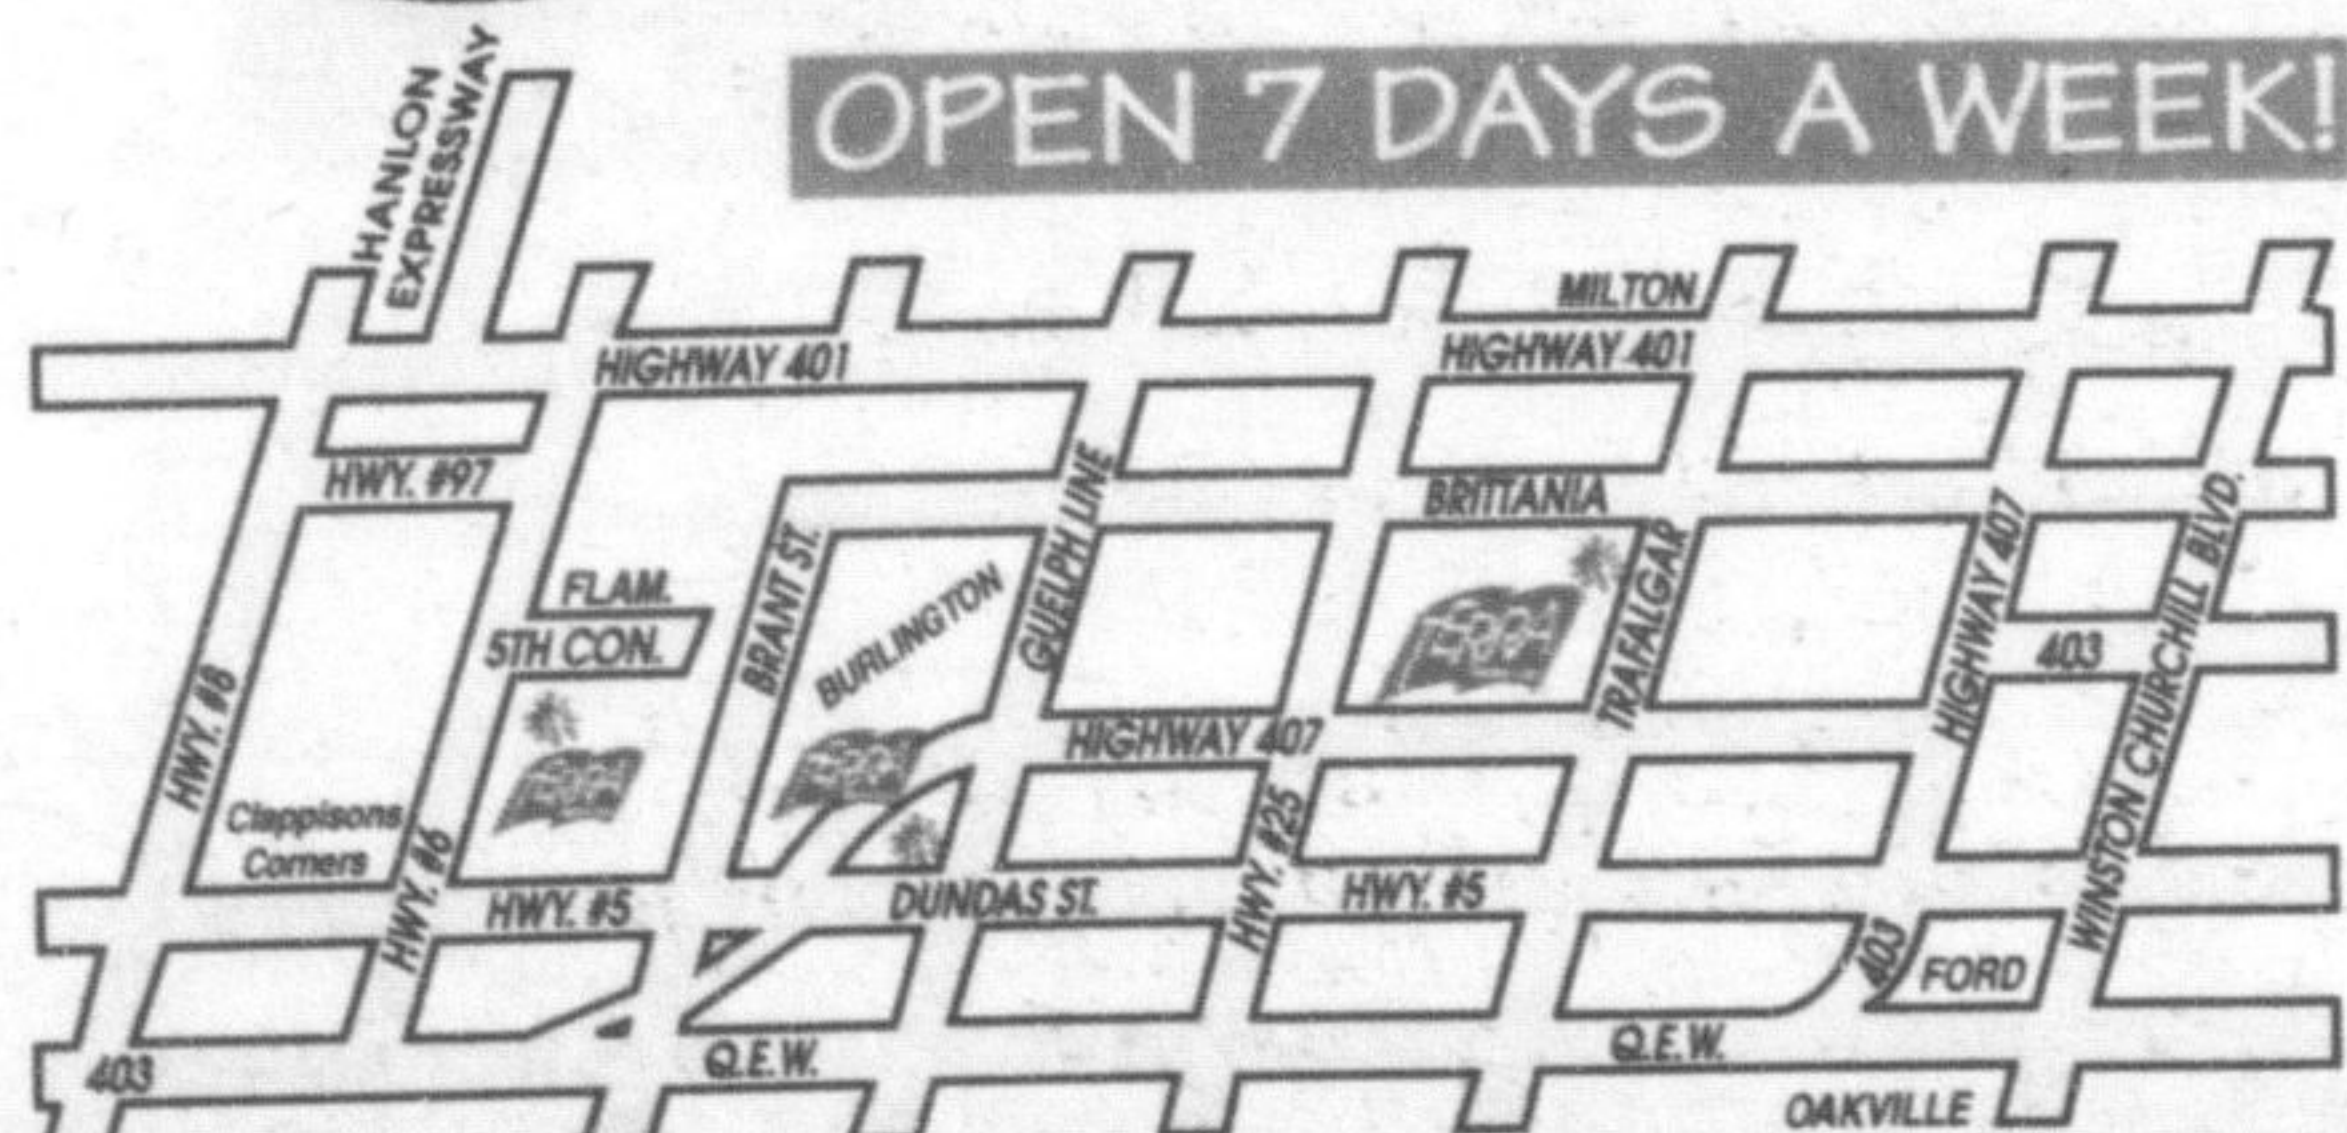 HANLON
EXPRESSWAY
OPEN 7 DAYS A WEEK!
MILTON
HIGHWAY 401
HIGHWAY 401
HWY. #97
BRITTANIA
GUELPH LINE
BRANT ST.
BURLINGTON
TRAFALGAR
HIGHWAY 407
WINSTON CHURCHILL BLVD.
FLAM.
5TH CON.
403
HWY. #8
HIGHWAY 407
Clappisons
Corners
HWY. #6
HWY. #25
HWY. #5
DUNDAS ST.
HWY. #5
403
FORD
403
Q.E.W.
Q.E.W.
OAKVILLE